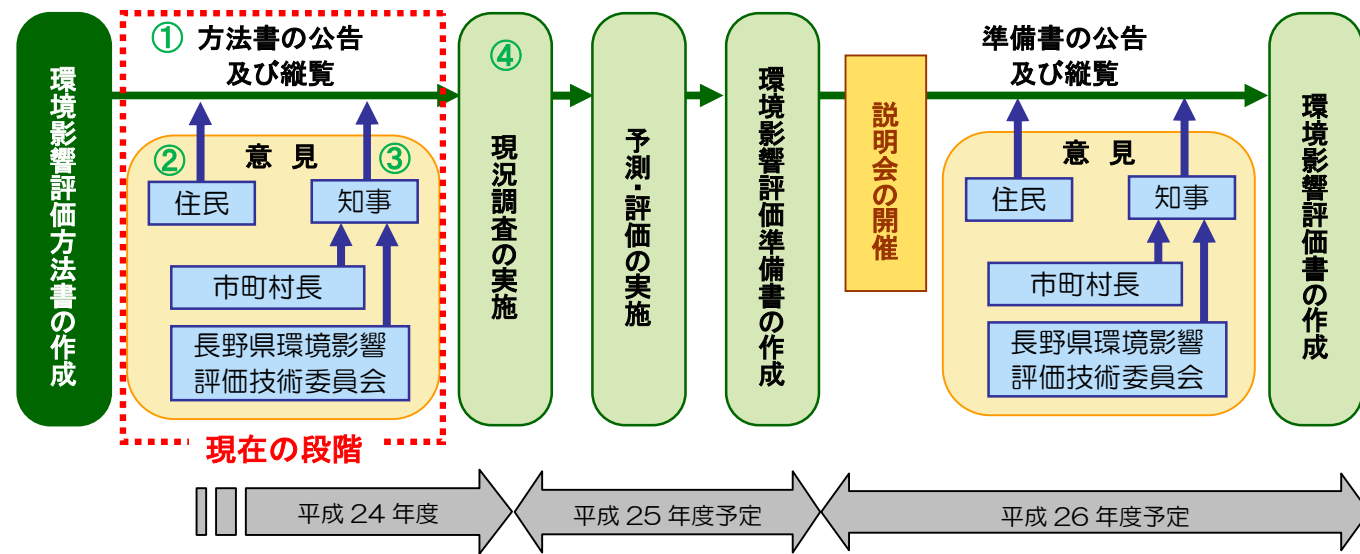 環境影響評価方法書の作成
① 方法書の公告
及び縦覧
② 意 見 ③
住民
知事
市町村長
長野県環境影響
評価技術委員会
現在の段階
④
現況調査の実施
予測・評価の実施
環境影響評価準備書の作成
説明会の開催
準備書の公告
及び縦覧
意 見
住民
知事
市町村長
長野県環境影響
評価技術委員会
環境影響評価書の作成
平成 24 年度
平成 25 年度予定
平成 26 年度予定